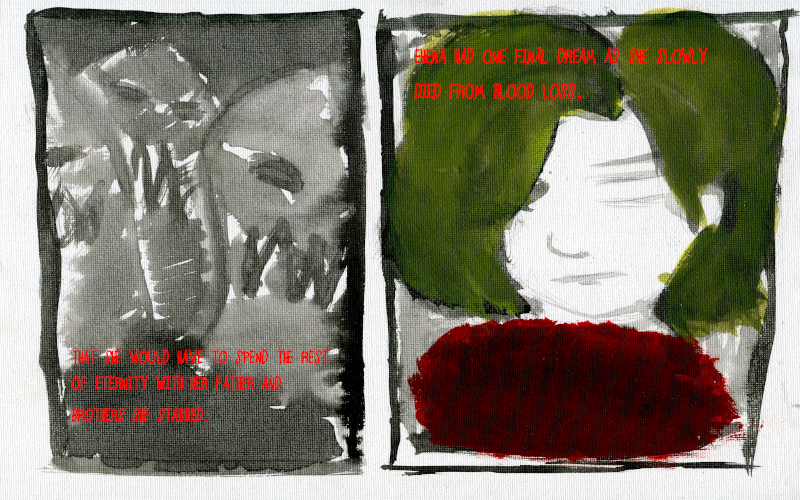 THAT SHE WOULD HAVE TO SPEND THE REST
OF ETERNITY WITH HER FATHER AND
BROTHERS SHE STABBED.
HAD ONE FINAL DREAM AS SHE SLOWLY
DIED FROM BLOOD LOSS.